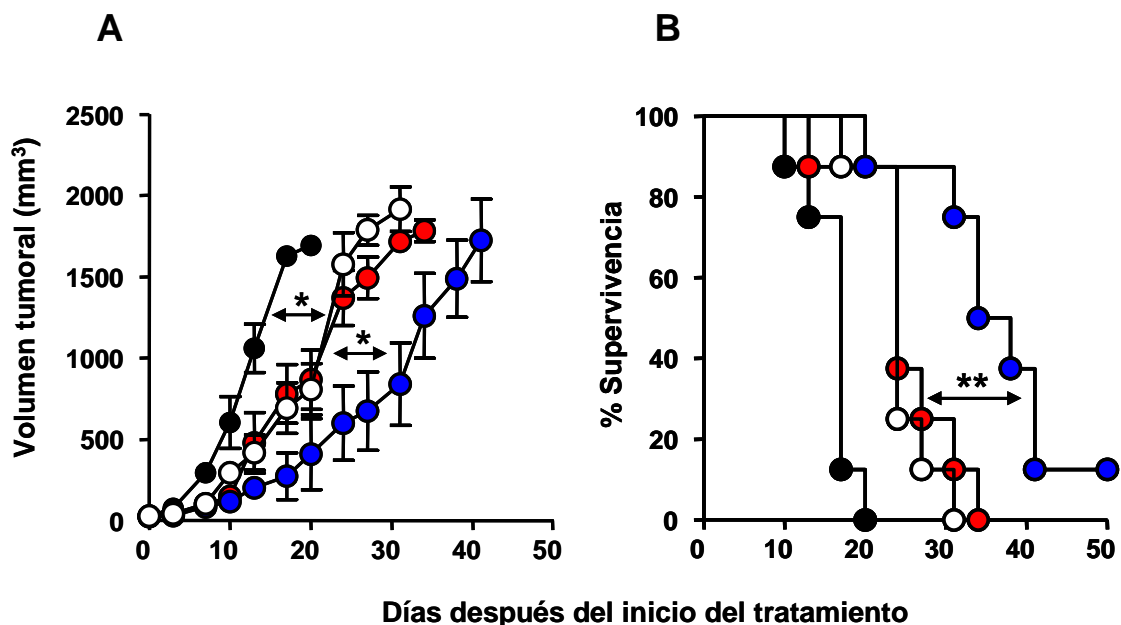 A
B
Volumen tumoral (mm³)
2500
2000
1500
1000
500
0
*
*
0 10 20 30 40 50
% Supervivencia
100
80
60
40
20
0
**
0 10 20 30 40 50
Días después del inicio del tratamiento